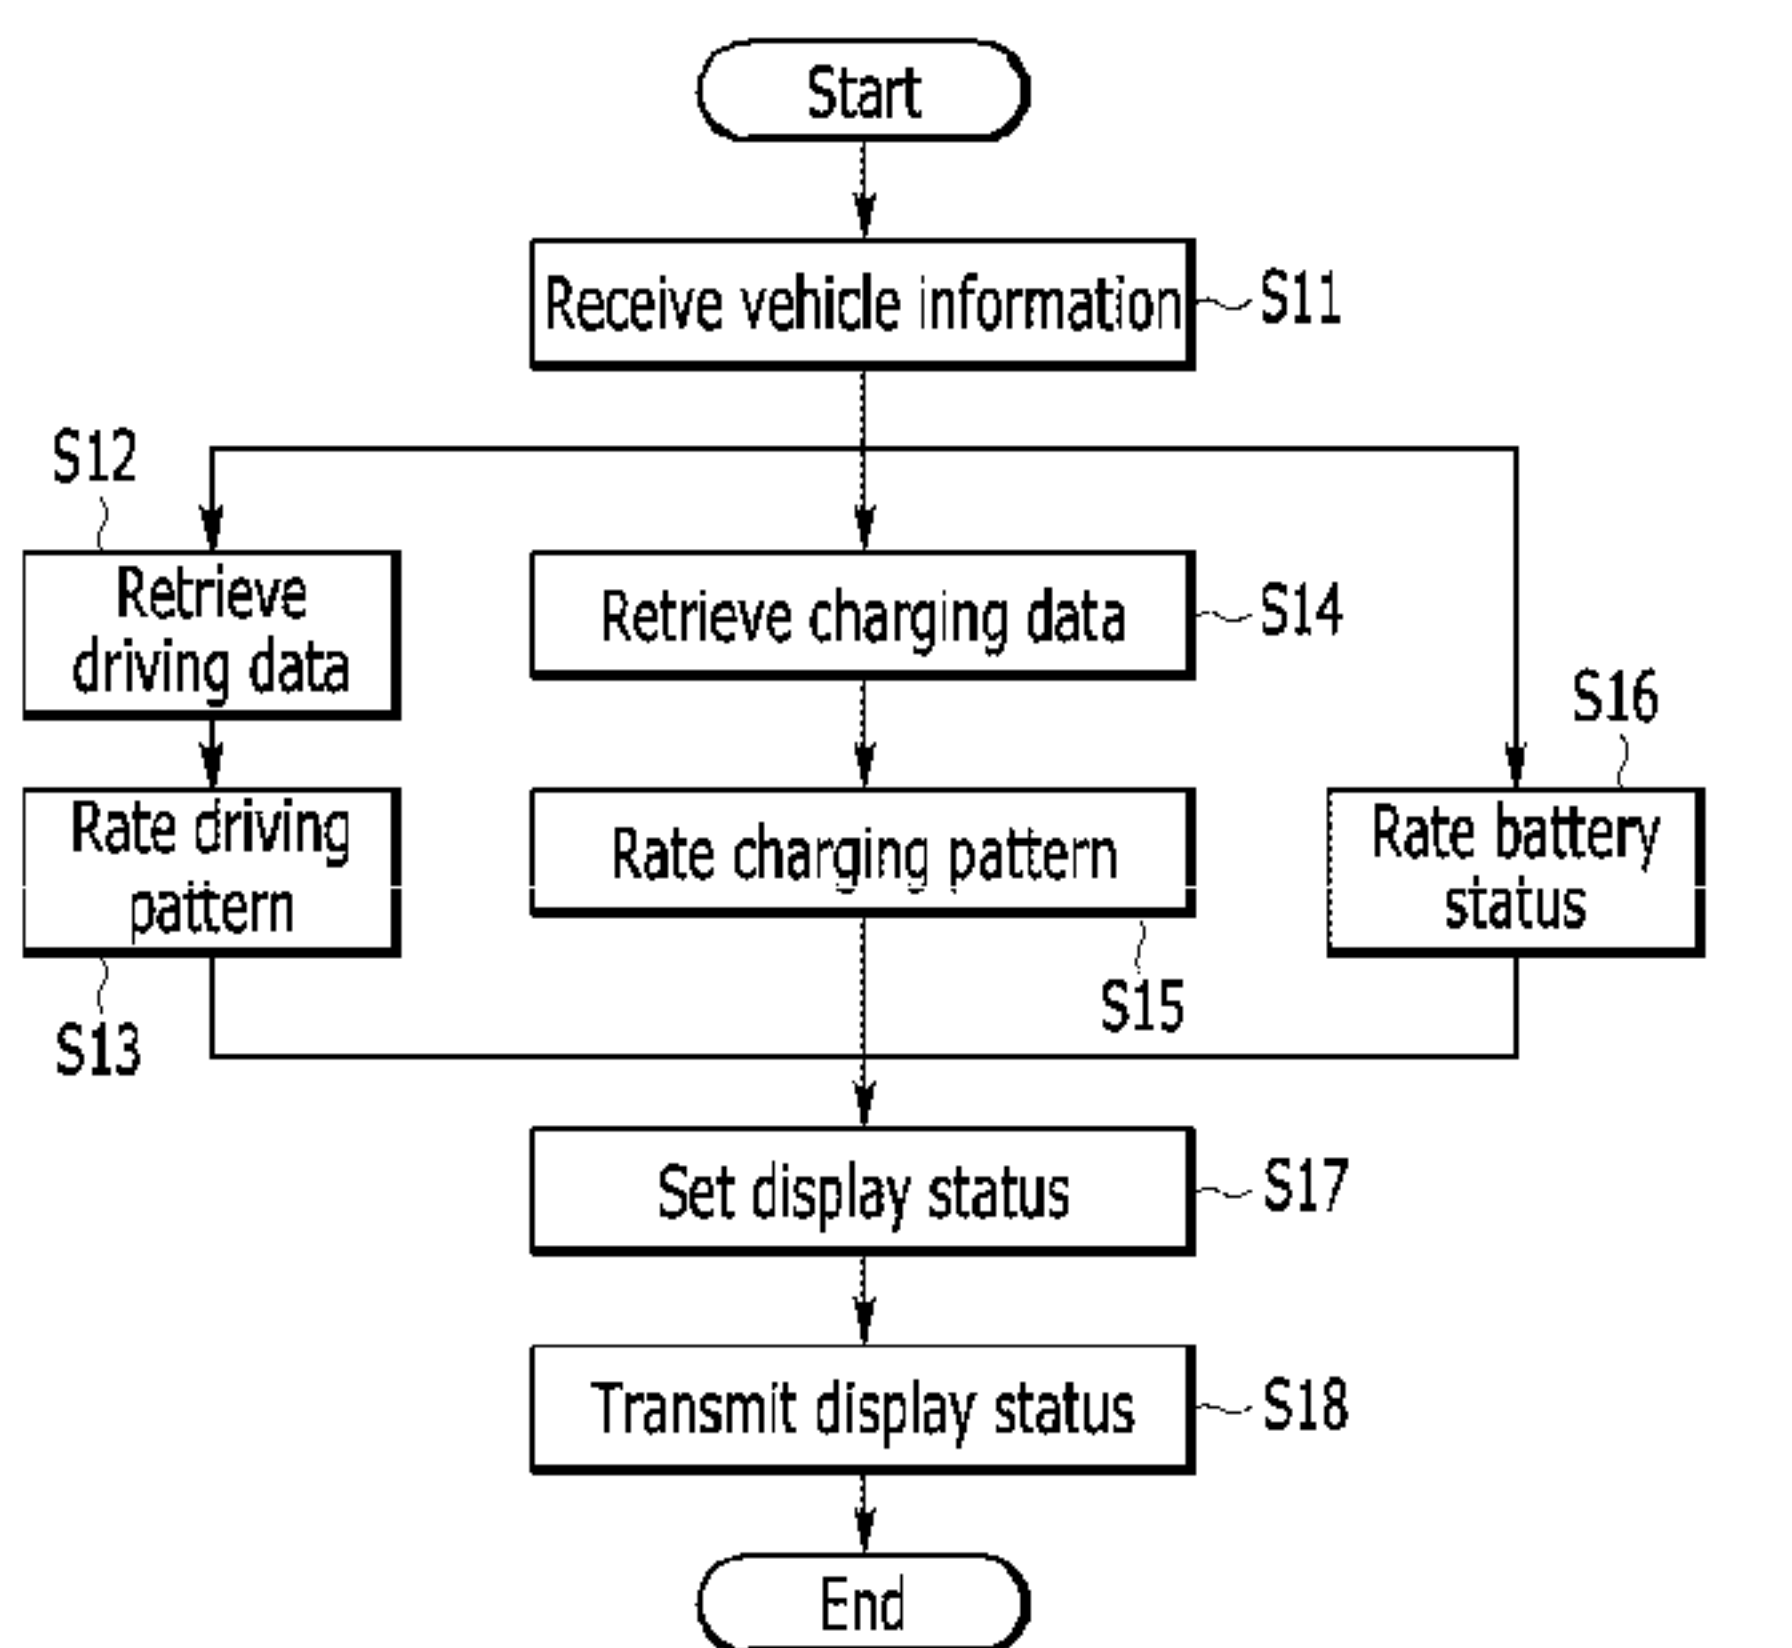 Start
Receive vehicle information
S11
S12
Retrieve
driving data
Retrieve charging data
S14
S16
Rate driving
pattern
Rate charging pattern
Rate battery
status
S13
S15
Set display status
S17
Transmit display status
S18
End